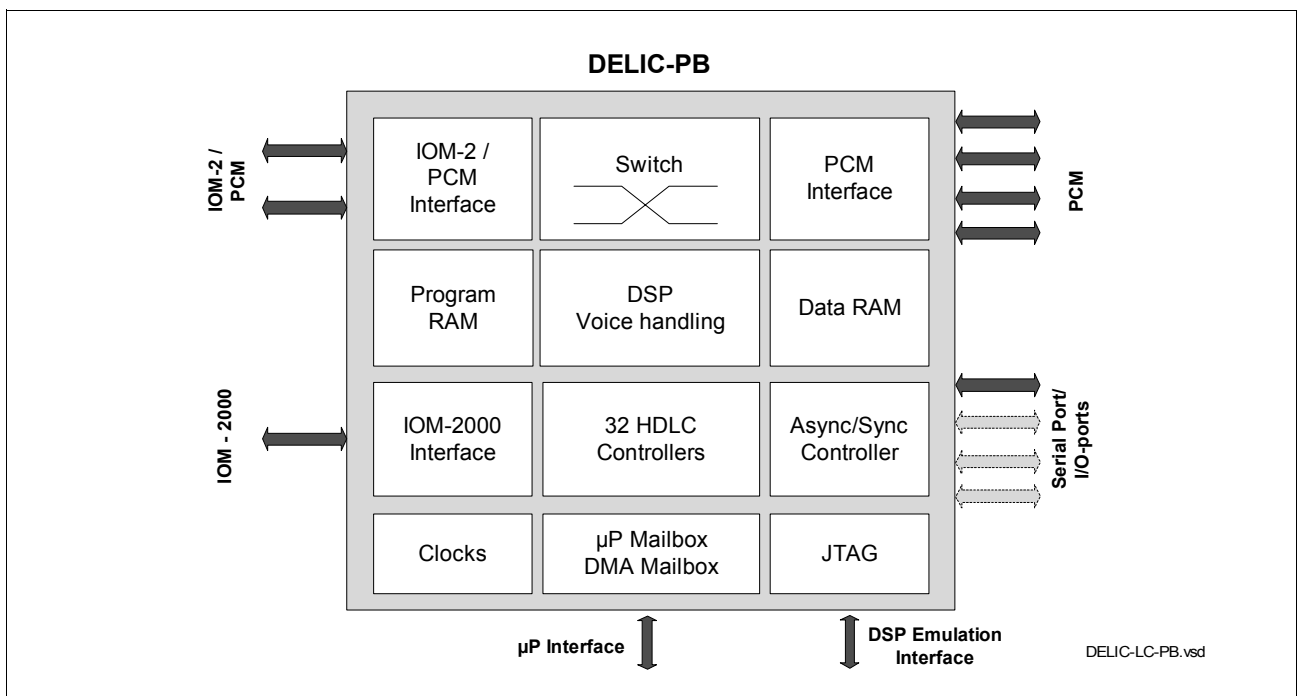 DELIC-PB
IOM-2 /
PCM
IOM-2 /
PCM
Interface
Switch
PCM
Interface
PCM
Program
RAM
DSP
Voice handling
Data RAM
IOM - 2000
IOM-2000
Interface
32 HDLC
Controllers
Async/Sync
Controller
Serial Port/
I/O-ports
Clocks
µP Mailbox
DMA Mailbox
JTAG
µP Interface
DSP Emulation
Interface
DELIC-LC-PB.vsd